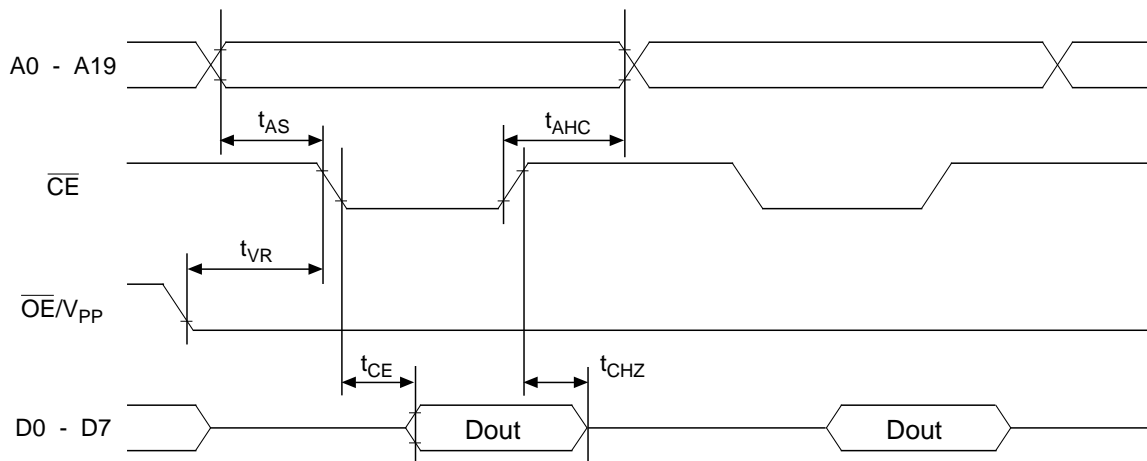 A0 - A19
tAS
tAHC
CE
tVR
OE/VPP
tCE
tCHZ
D0 - D7
Dout
Dout